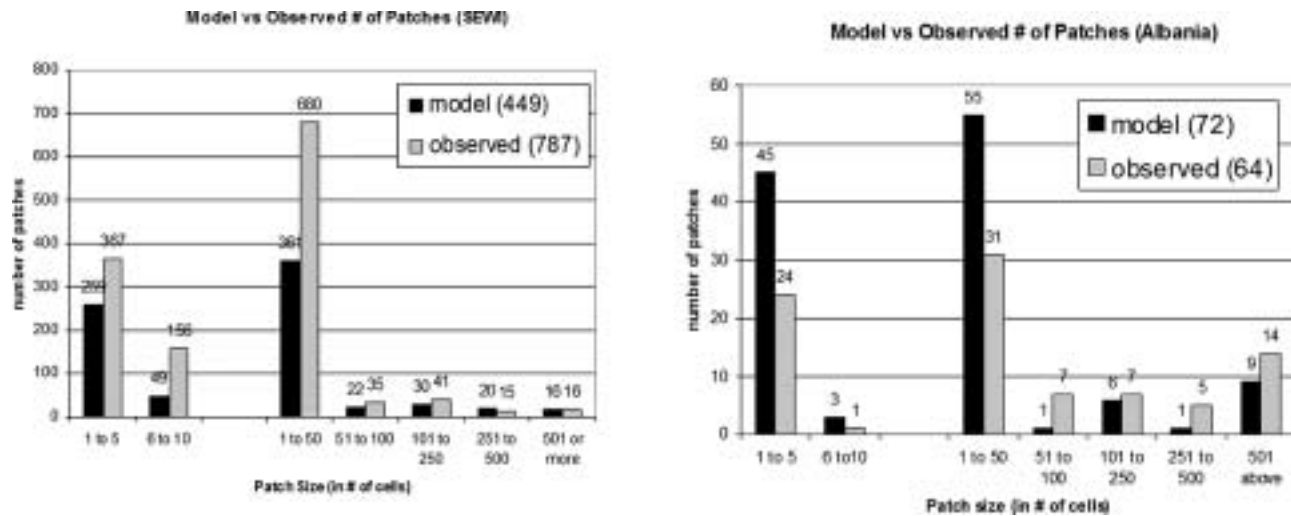 Model vs Observed # of Patches (SEWI)
800
700
600
500
400
300
200
100
0
number of patches
model (449)
observed (787)
367
49
156
361
680
22
35
30
41
20
15
16
16
1 to 5
6 to 10
1 to 50
51 to 100
101 to
250
251 to
500
501 or
more
Patch Size (in # of cells)
Model vs Observed # of Patches (Albania)
60
50
40
30
20
10
0
number of patches
model (72)
observed (64)
45
24
3
1
55
31
1
7
6
7
1
5
9
14
1 to 5
6 to10
1 to 50
51 to
100
101 to
250
251 to
500
501
above
Patch size (in # of cells)